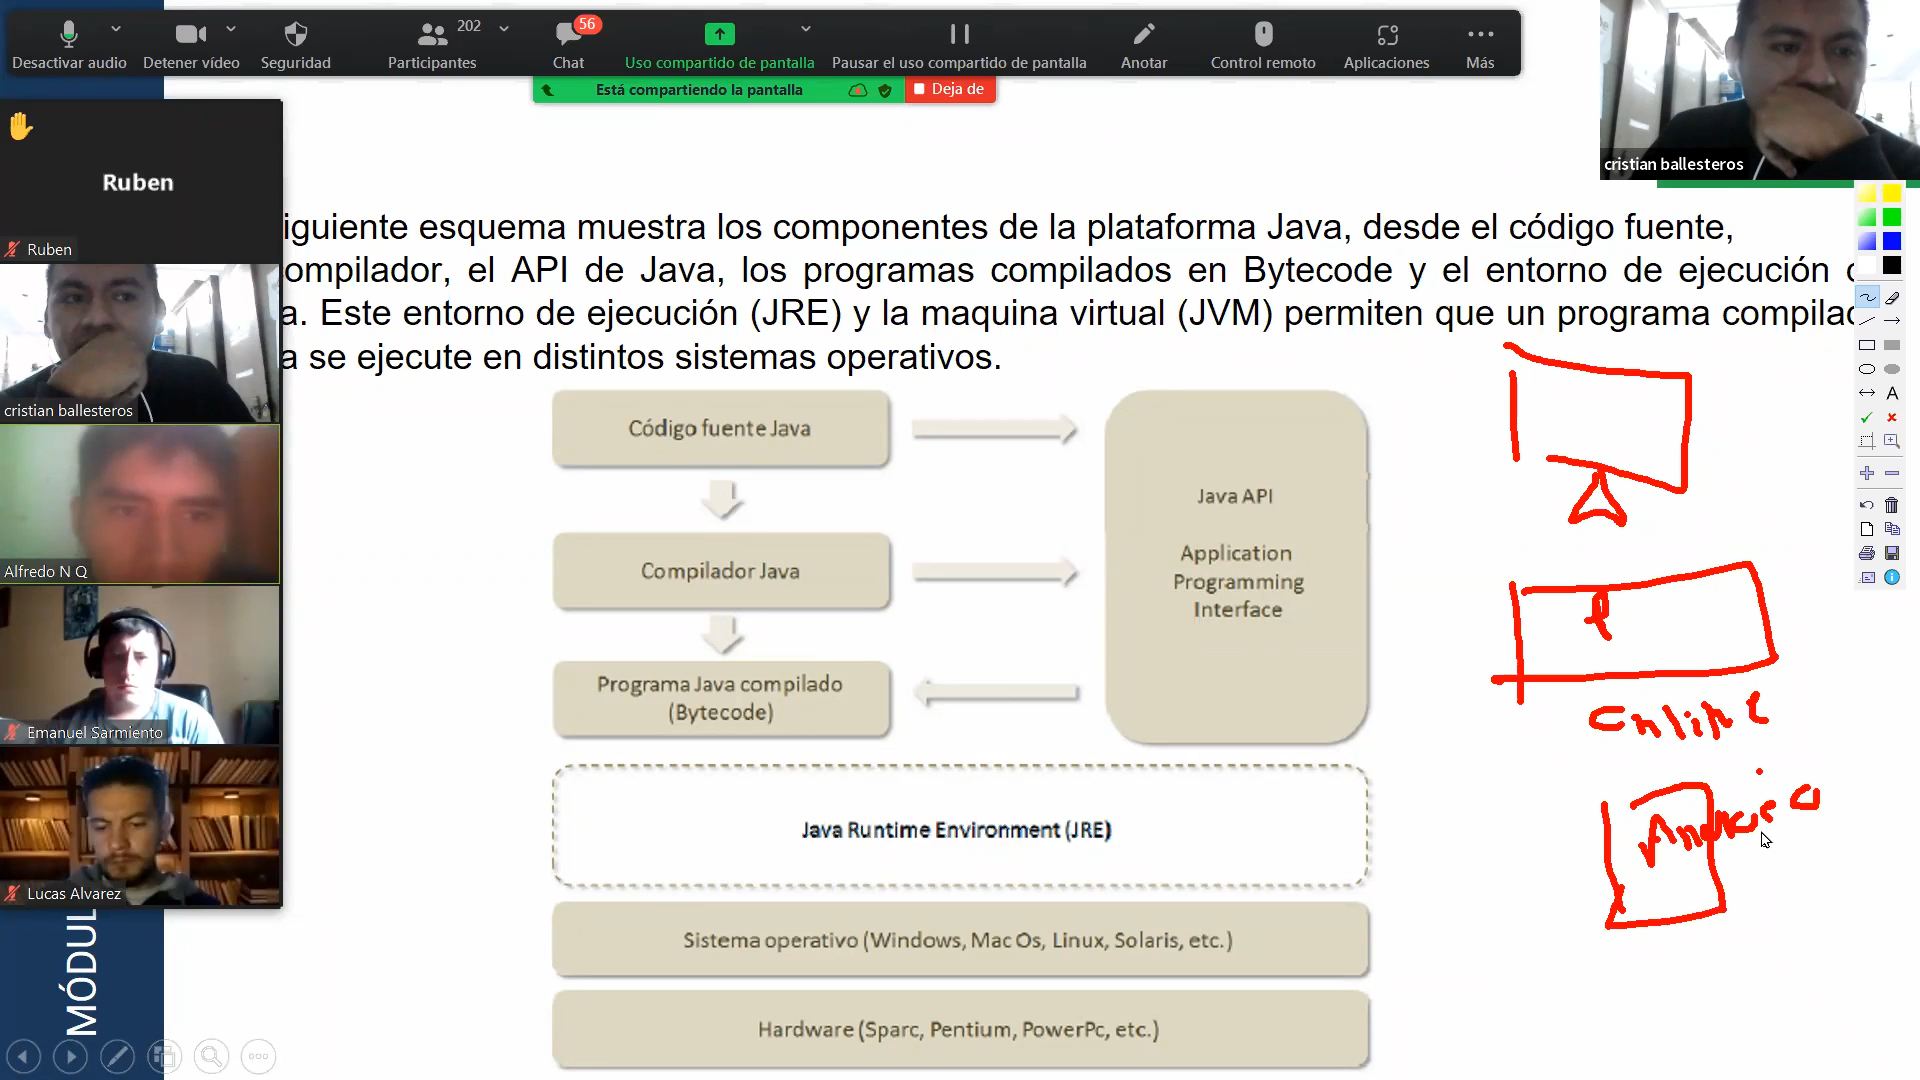 Desactivar audio
Detener vídeo
Seguridad
Participantes
202
Chat
56
Uso compartido de pantalla
Pausar el uso compartido de pantalla
Anotar
Control remoto
Aplicaciones
Más
Está compartiendo la pantalla
Deja de
cristian ballesteros
Ruben
Ruben
cristian ballesteros
Alfredo N Q
Emanuel Sarmiento
Lucas Alvarez
iguiente esquema muestra los componentes de la plataforma Java, desde el código fuente,
ompilador, el API de Java, los programas compilados en Bytecode y el entorno de ejecución
a. Este entorno de ejecución (JRE) y la maquina virtual (JVM) permiten que un programa compilad
a se ejecute en distintos sistemas operativos.
Código fuente Java
Compilador Java
Programa Java compilado
(Bytecode)
Java API
Application
Programming
Interface
Java Runtime Environment (JRE)
Sistema operativo (Windows, Mac Os, Linux, Solaris, etc.)
Hardware (Sparc, Pentium, PowerPc, etc.)
MÓDUL
A